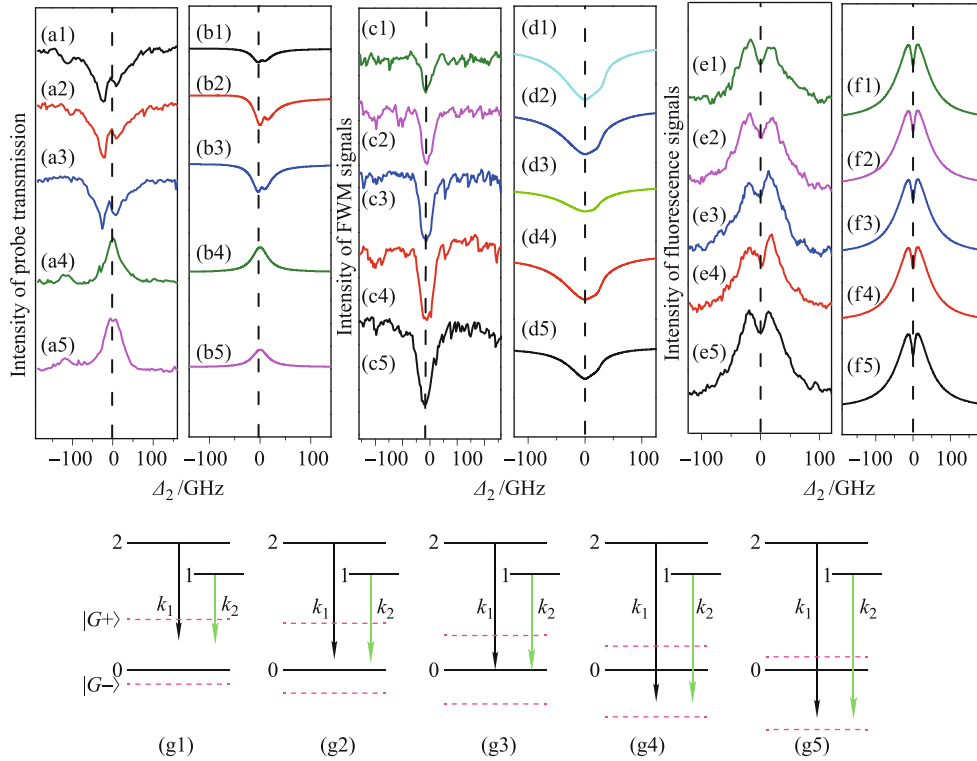 Intensity of probe transmission
(a1)
(a2)
(a3)
(a4)
(a5)
−100 0 100
(b1)
(b2)
(b3)
(b4)
(b5)
−100 0 100
Δ₂/GHz
Intensity of FWM signals
(c1)
(c2)
(c3)
(c4)
(c5)
−200 0 200
(d1)
(d2)
(d3)
(d4)
(d5)
−100 0 100
Δ₂/GHz
Intensity of fluorescence signals
(e1)
(e2)
(e3)
(e4)
(e5)
−100 0 100
(f1)
(f2)
(f3)
(f4)
(f5)
−100 0 100
Δ₂/GHz
2
1
k₁ k₂
|G+⟩
0
|G−⟩
(g1)
2
1
k₁ k₂
0
(g2)
2
1
k₁ k₂
0
(g3)
2
1
k₁ k₂
0
(g4)
2
1
k₁ k₂
0
(g5)